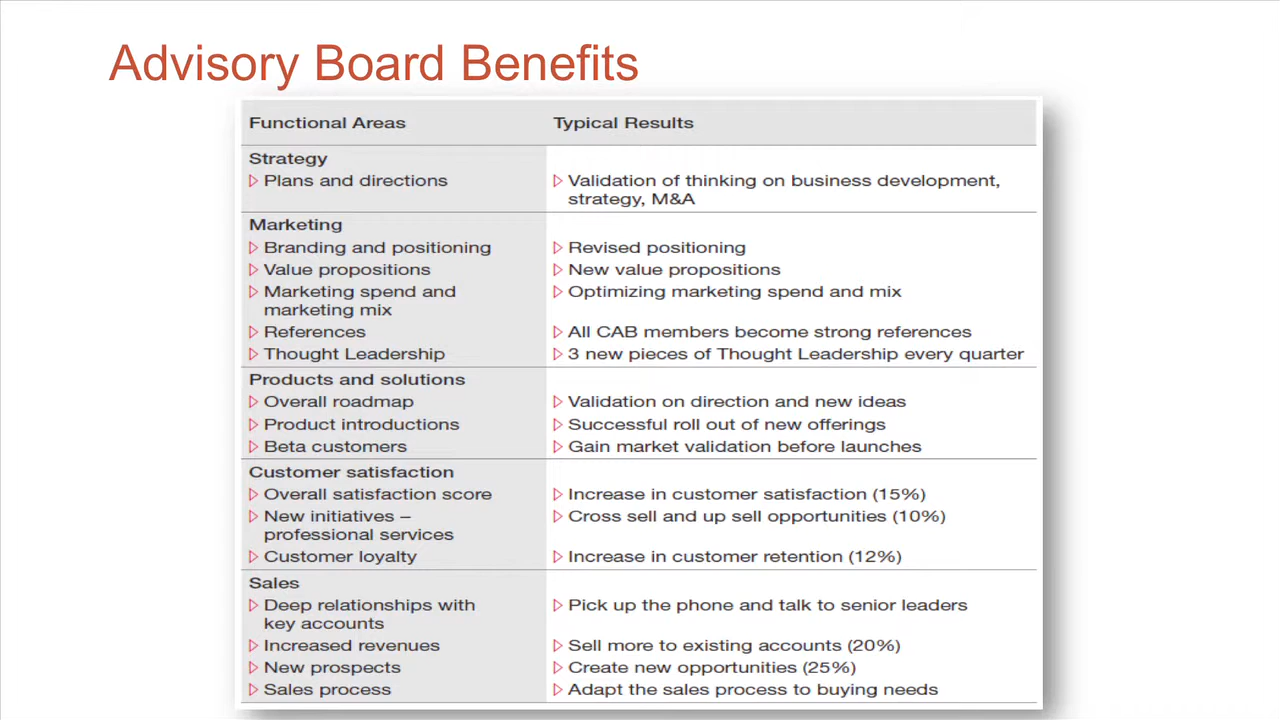 Advisory Board Benefits
Functional Areas Typical Results
Strategy
▷ Plans and directions ▷ Validation of thinking on business development,
strategy, M&A
Marketing
▷ Branding and positioning ▷ Revised positioning
▷ Value propositions ▷ New value propositions
▷ Marketing spend and ▷ Optimizing marketing spend and mix
marketing mix
▷ References ▷ All CAB members become strong references
▷ Thought Leadership ▷ 3 new pieces of Thought Leadership every quarter
Products and solutions
▷ Overall roadmap ▷ Validation on direction and new ideas
▷ Product introductions ▷ Successful roll out of new offerings
▷ Beta customers ▷ Gain market validation before launches
Customer satisfaction
▷ Overall satisfaction score ▷ Increase in customer satisfaction (15%)
▷ New initiatives – ▷ Cross sell and up sell opportunities (10%)
professional services
▷ Customer loyalty ▷ Increase in customer retention (12%)
Sales
▷ Deep relationships with ▷ Pick up the phone and talk to senior leaders
key accounts
▷ Increased revenues ▷ Sell more to existing accounts (20%)
▷ New prospects ▷ Create new opportunities (25%)
▷ Sales process ▷ Adapt the sales process to buying needs